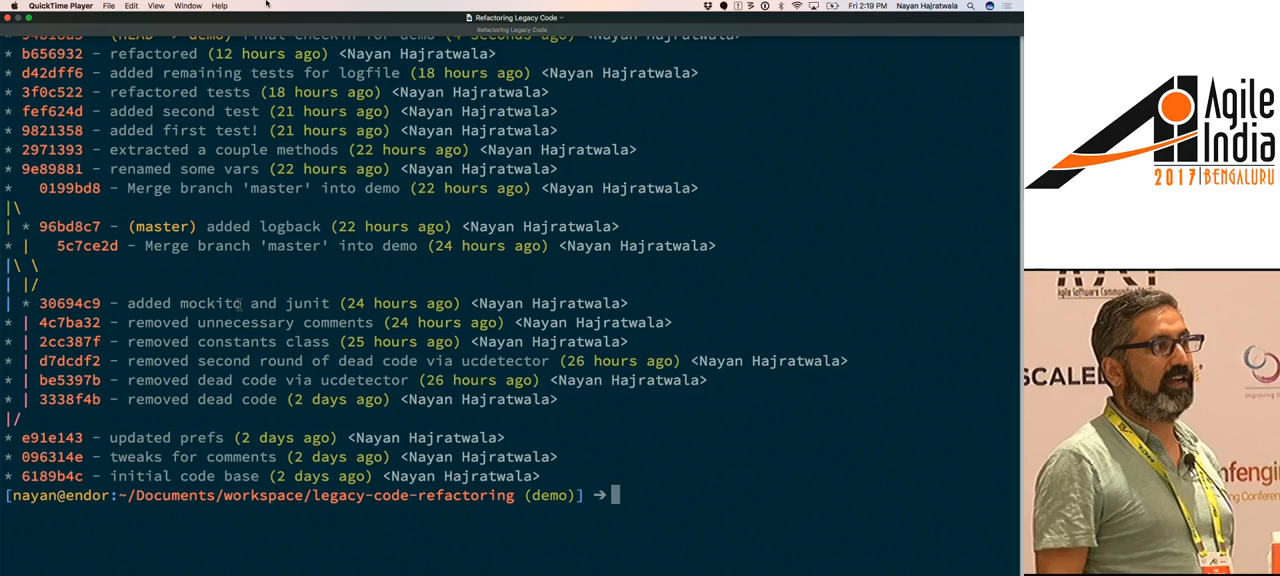 QuickTime Player File Edit View Window Help Fri 2:19 PM Nayan Hajratwala
Refactoring Legacy Code
Refactoring Legacy Code
* b656932 - refactored (12 hours ago) <Nayan Hajratwala>
* d42dff6 - added remaining tests for logfile (18 hours ago) <Nayan Hajratwala>
* 3f0c522 - refactored tests (18 hours ago) <Nayan Hajratwala>
* fef624d - added second test (21 hours ago) <Nayan Hajratwala>
* 9821358 - added first test! (21 hours ago) <Nayan Hajratwala>
* 2971393 - extracted a couple methods (22 hours ago) <Nayan Hajratwala>
* 9e89881 - renamed some vars (22 hours ago) <Nayan Hajratwala>
* 0199bd8 - Merge branch 'master' into demo (22 hours ago) <Nayan Hajratwala>
|\
| * 96bd8c7 - (master) added logback (22 hours ago) <Nayan Hajratwala>
* | 5c7ce2d - Merge branch 'master' into demo (24 hours ago) <Nayan Hajratwala>
|\ \
| |/
| * 30694c9 - added mockito and junit (24 hours ago) <Nayan Hajratwala>
* | 4c7ba32 - removed unnecessary comments (24 hours ago) <Nayan Hajratwala>
* | 2cc387f - removed constants class (25 hours ago) <Nayan Hajratwala>
* | d7dcdf2 - removed second round of dead code via ucdetector (26 hours ago) <Nayan Hajratwala>
* | be5397b - removed dead code via ucdetector (26 hours ago) <Nayan Hajratwala>
* | 3338f4b - removed dead code (2 days ago) <Nayan Hajratwala>
|/
* e91e143 - updated prefs (2 days ago) <Nayan Hajratwala>
* 096314e - tweaks for comments (2 days ago) <Nayan Hajratwala>
* 6189b4c - initial code base (2 days ago) <Nayan Hajratwala>
[nayan@endor:~/Documents/workspace/legacy-code-refactoring (demo)] →
Agile
India
2017 | BENGALURU
SCALED